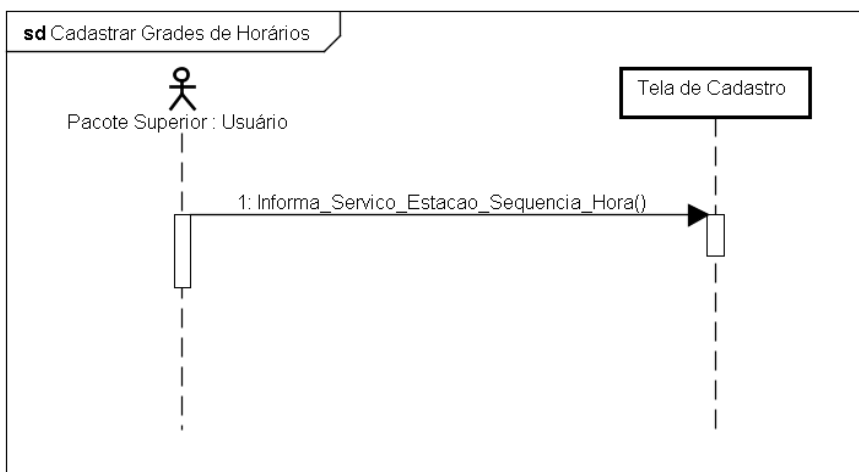 sd Cadastrar Grades de Horários
Pacote Superior : Usuário
Tela de Cadastro
1: Informa_Servico_Estacao_Sequencia_Hora()